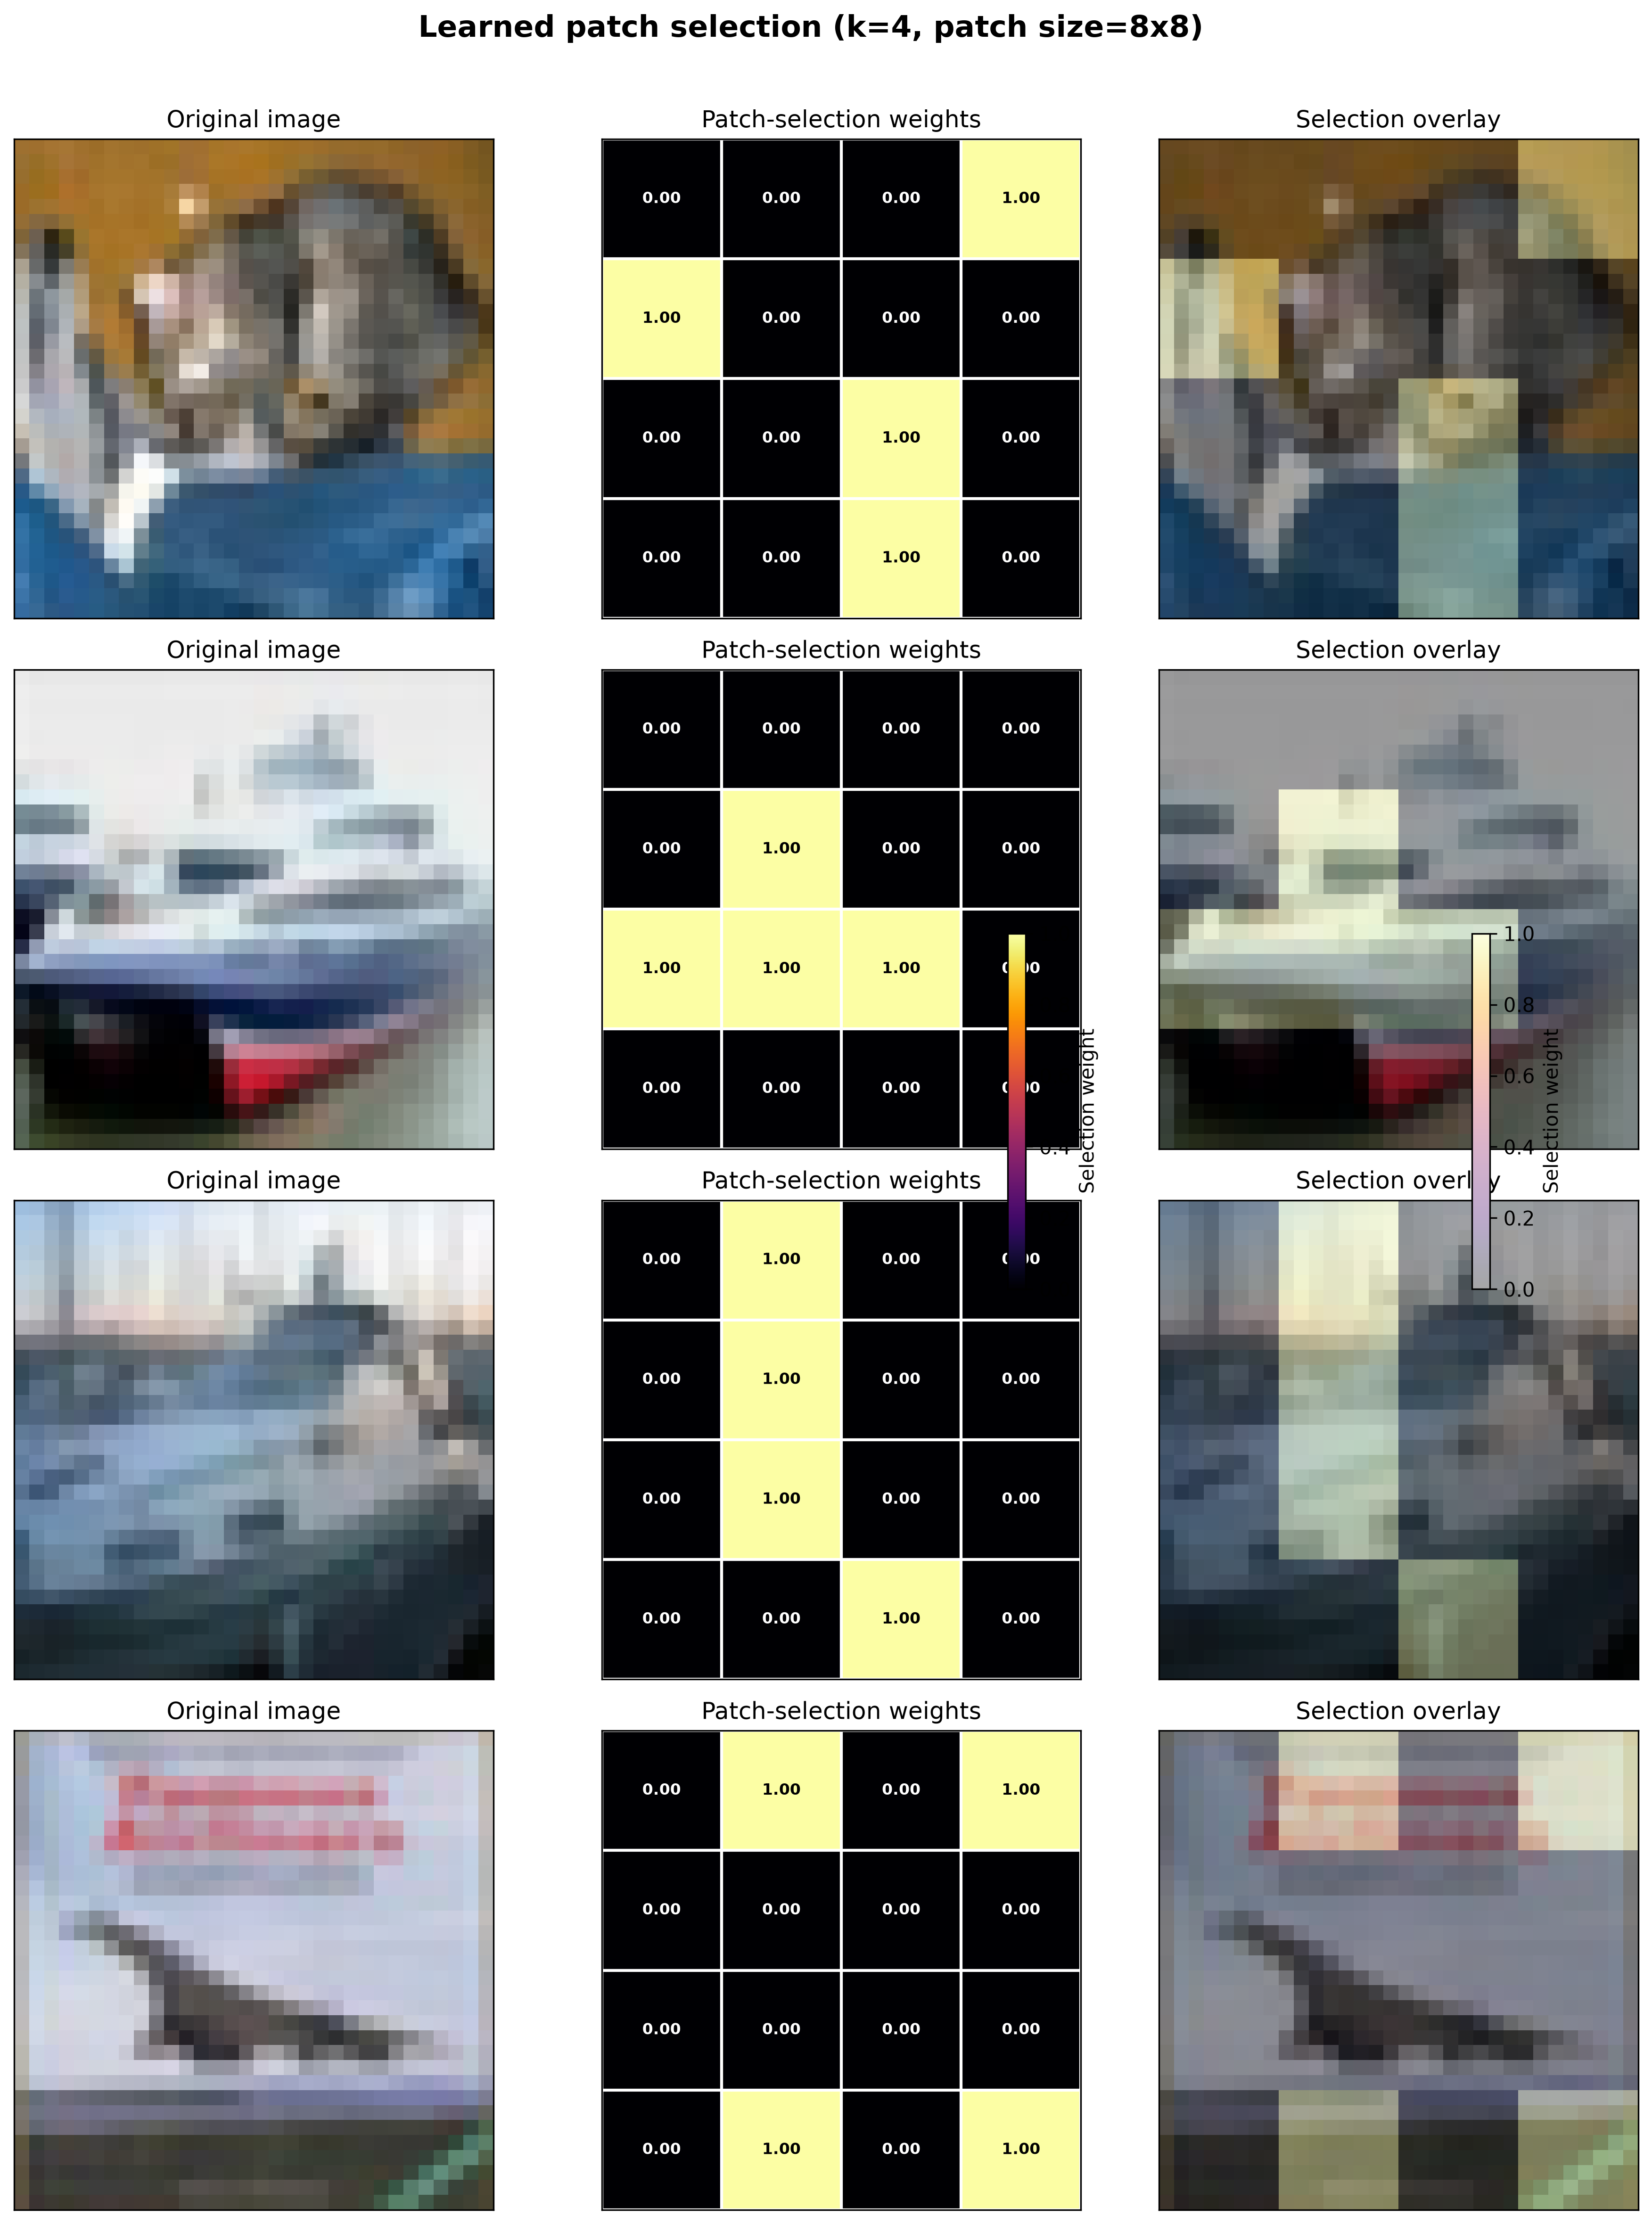 Learned patch selection (k=4, patch size=8x8)
Original image
Patch-selection weights
Selection overlay
0.00 0.00 0.00 1.00
1.00 0.00 0.00 0.00
0.00 0.00 1.00 0.00
0.00 0.00 1.00 0.00
Original image
Patch-selection weights
Selection overlay
0.00 0.00 0.00 0.00
0.00 1.00 0.00 0.00
1.00 1.00 1.00
0.00 0.00 0.00
Selection weight
1.0
0.8
0.6
0.4
0.2
0.0
Selection weight
Original image
Patch-selection weights
Selection overlay
0.00 1.00 0.00
0.00 1.00 0.00 0.00
0.00 1.00 0.00 0.00
0.00 0.00 1.00 0.00
Original image
Patch-selection weights
Selection overlay
0.00 1.00 0.00 1.00
0.00 0.00 0.00 0.00
0.00 0.00 0.00 0.00
0.00 1.00 0.00 1.00